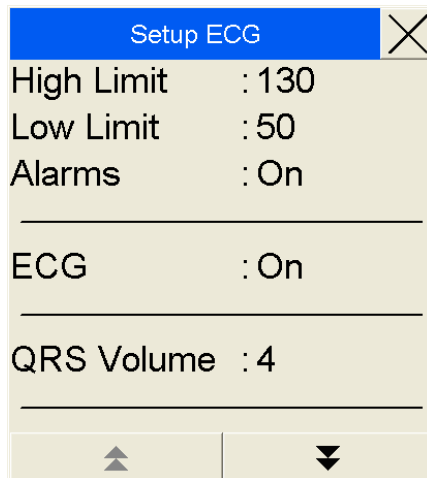 Setup ECG
High Limit : 130
Low Limit : 50
Alarms : On
ECG : On
QRS Volume : 4